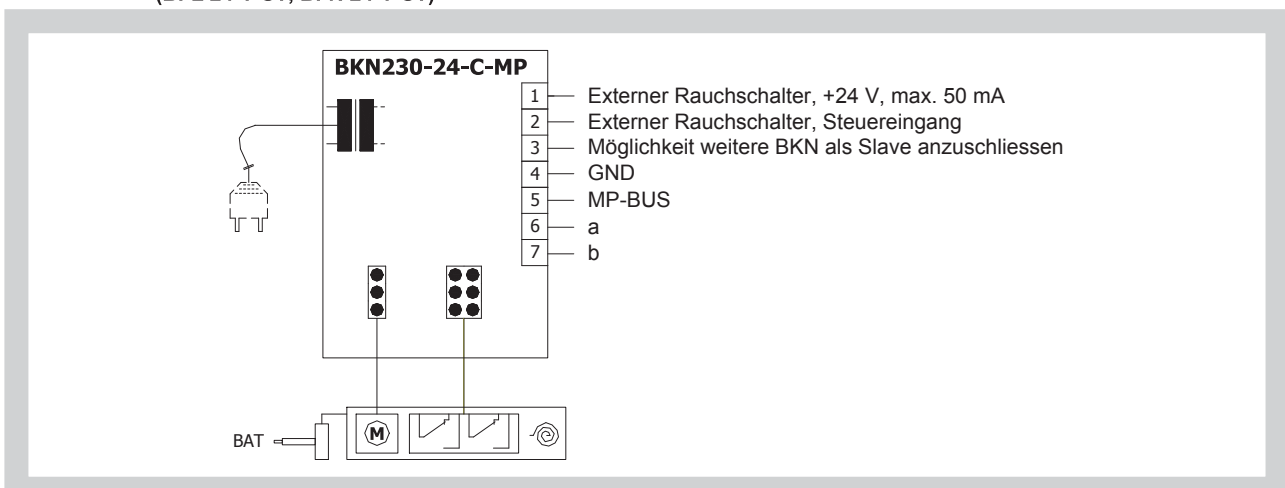 BKN230-24-C-MP
1 Externer Rauchschalter, +24 V, max. 50 mA
2 Externer Rauchschalter, Steuereingang
3 Möglichkeit weitere BKN als Slave anzuschliessen
4 GND
5 MP-BUS
6 a
7 b
BAT
M